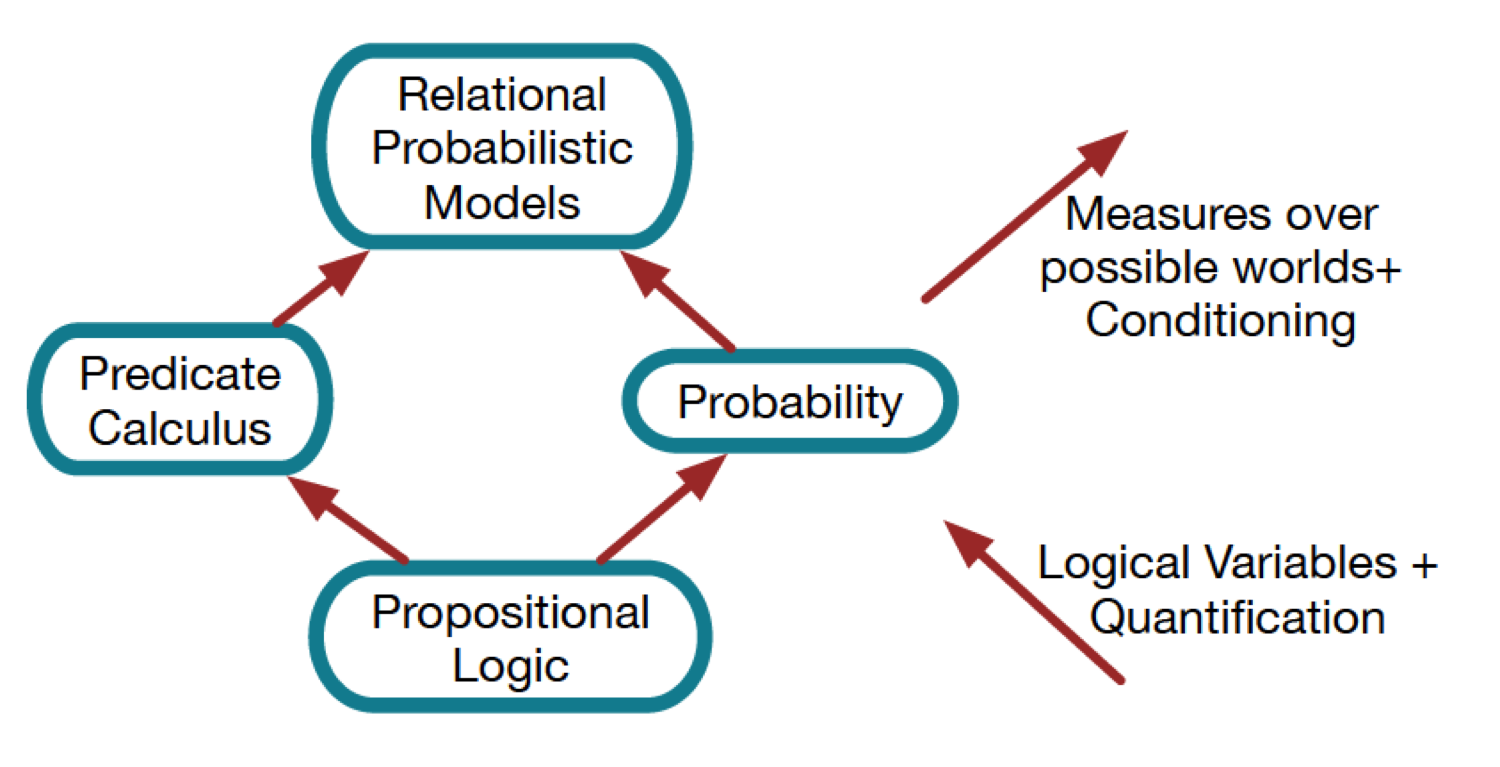 Relational
Probabilistic
Models
Measures over
possible worlds+
Conditioning
Predicate
Calculus
Probability
Logical Variables +
Quantification
Propositional
Logic